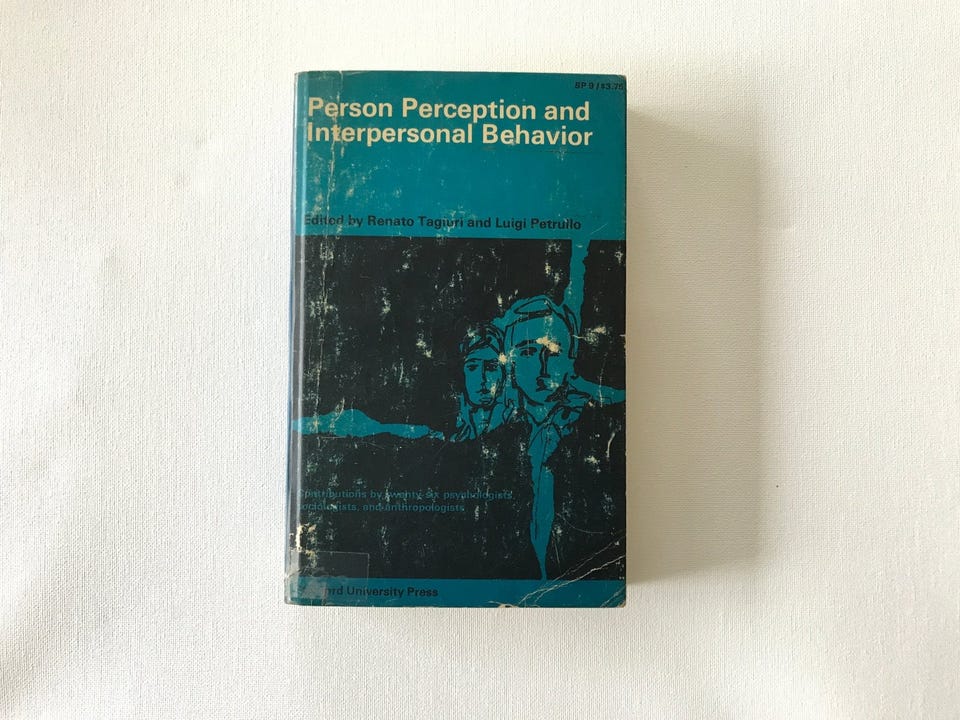 SP 9 / $3.75
Person Perception and
Interpersonal Behavior
Edited by Renato Tagiuri and Luigi Petrullo
Contributions by twenty-six psychologists,
sociologists, and anthropologists
University Press